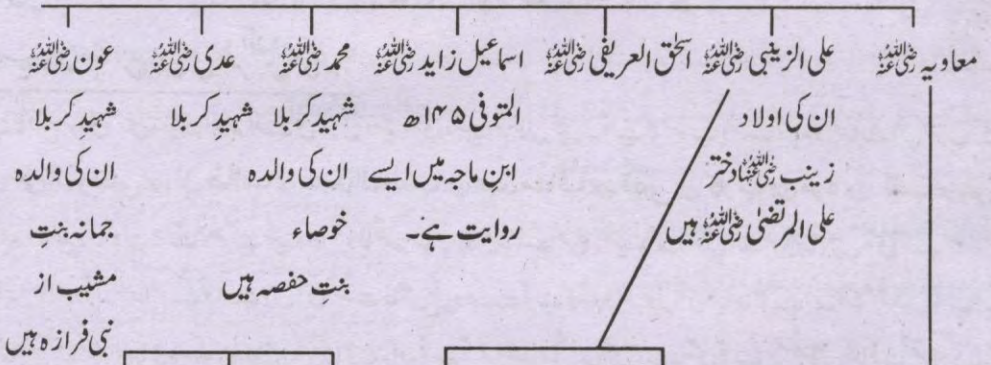 معاویہ رضی اللہ عنہ علی الزینبی رضی اللہ عنہ اسحٰق العریفی رضی اللہ عنہ اسماعیل زاہد رضی اللہ عنہ محمد رضی اللہ عنہ عدی رضی اللہ عنہ عون رضی اللہ عنہ
ان کی اولاد المتوفی ۱۴۵ھ شہیدِ کربلا شہیدِ کربلا شہیدِ کربلا
زینب رضی اللہ عنہا دختر ابنِ ماجہ میں ایسے ان کی والدہ ان کی والدہ
علی المرتضیٰ رضی اللہ عنہ ہیں روایت ہے۔ خوصاء جمانہ بنتِ
بنتِ حفصہ ہیں مشیب از
نبی فرازہ ہیں